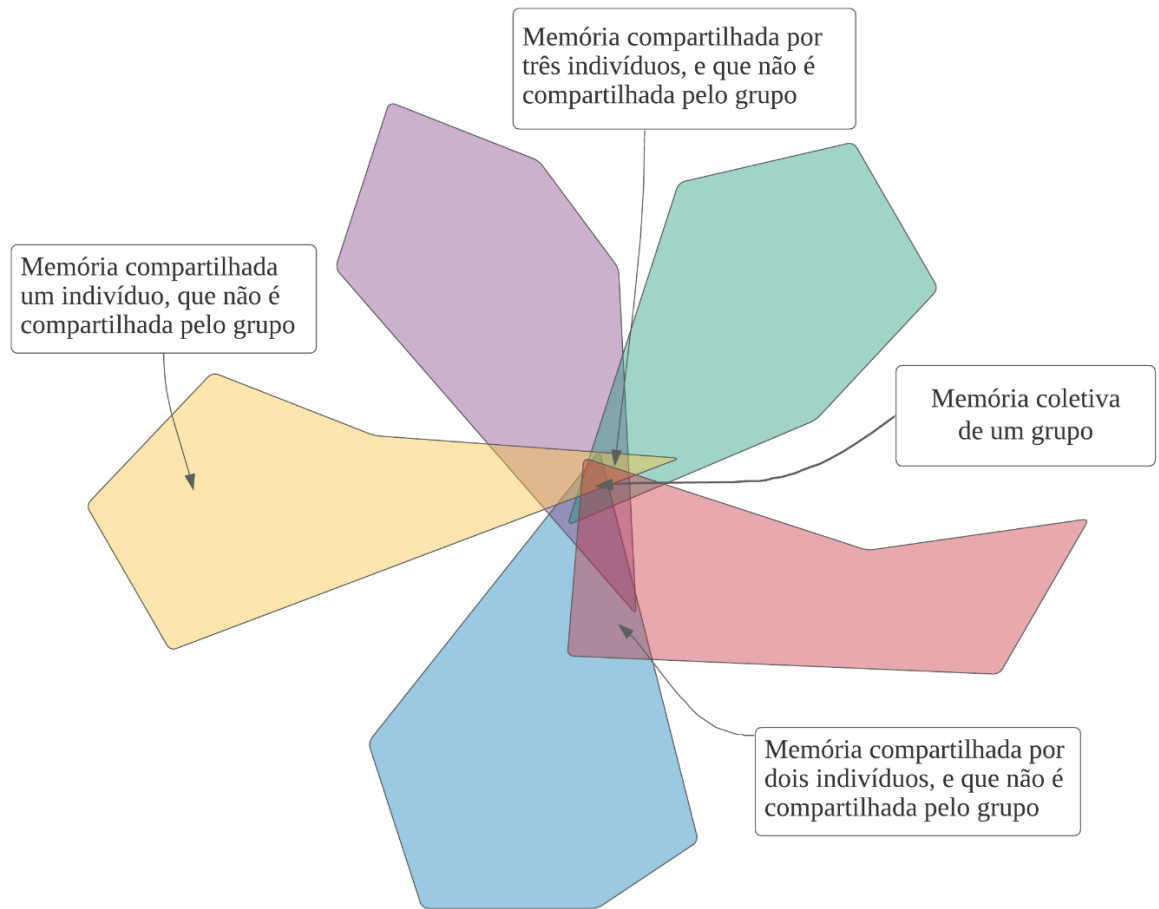 Memória compartilhada por
três indivíduos, e que não é
compartilhada pelo grupo
Memória compartilhada
um indivíduo, que não é
compartilhada pelo grupo
Memória coletiva
de um grupo
Memória compartilhada por
dois indivíduos, e que não é
compartilhada pelo grupo